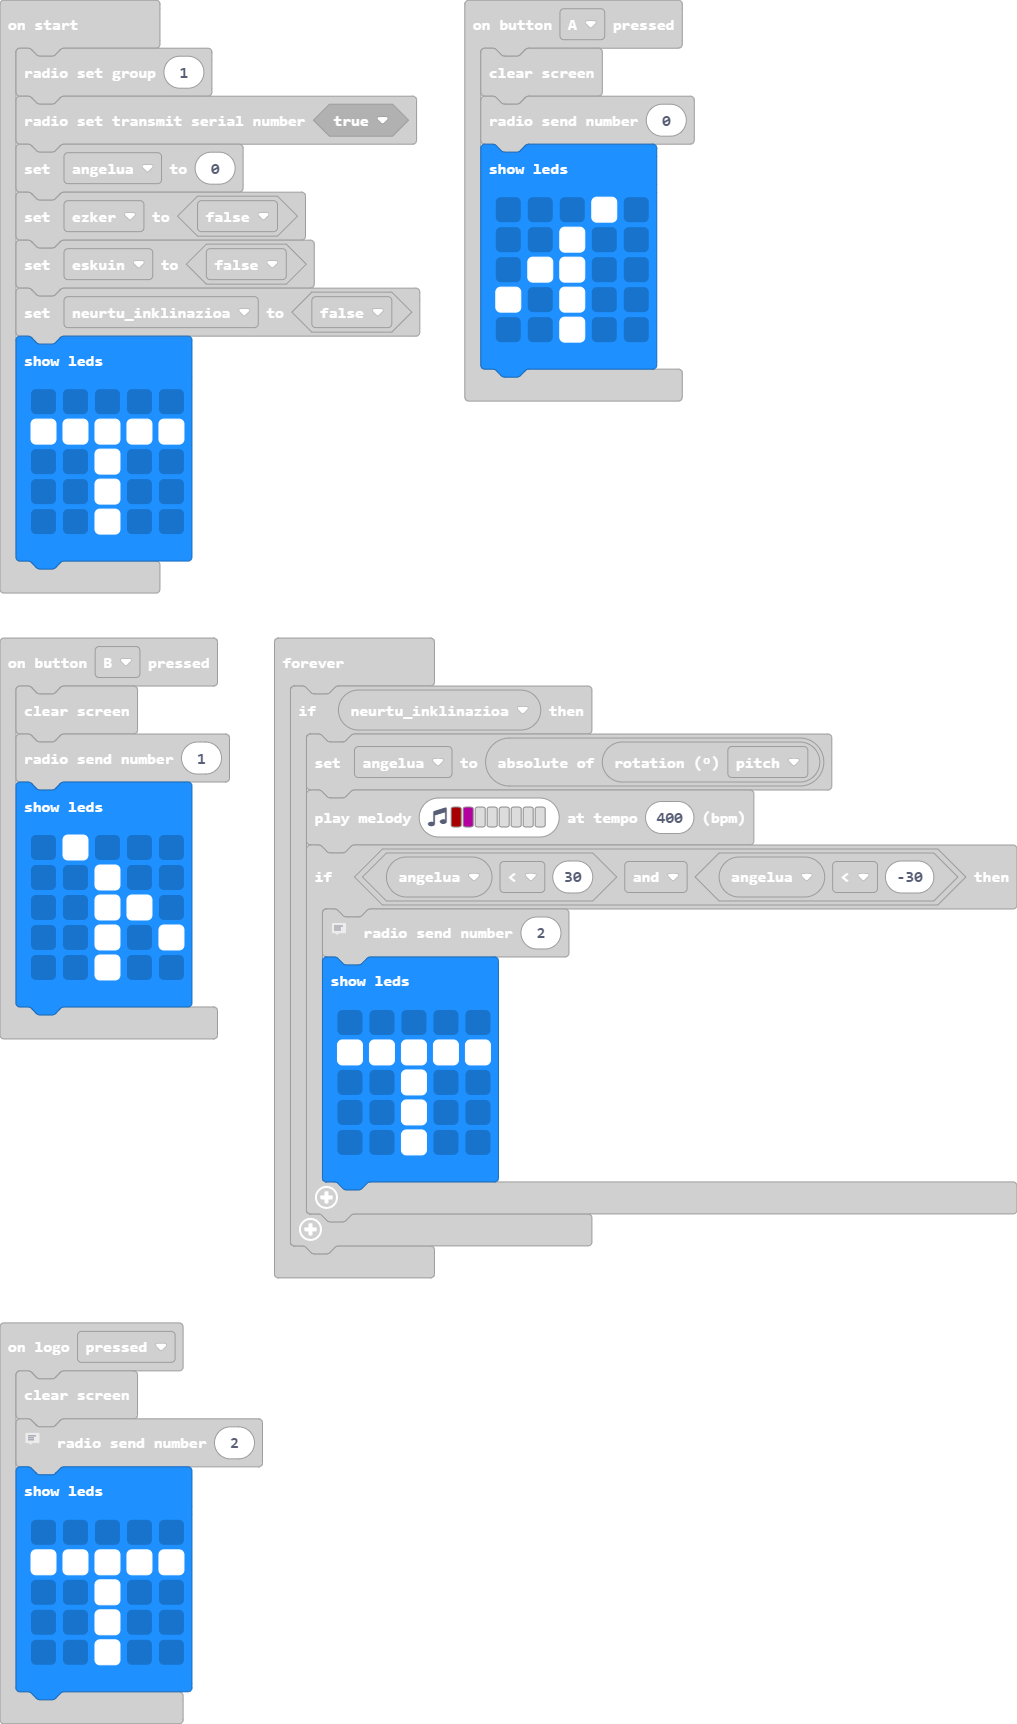 on start
radio set group 1
radio set transmit serial number true
set angelua to 0
set ezker to false
set eskuin to false
set neurtu_inklinazioa to false
show leds
on button A pressed
clear screen
radio send number 0
show leds
on button B pressed
clear screen
radio send number 1
show leds
forever
if neurtu_inklinazioa then
set angelua to absolute of rotation (º) pitch
play melody at tempo 400 (bpm)
if angelua < 30 and angelua < -30 then
radio send number 2
show leds
on logo pressed
clear screen
radio send number 2
show leds